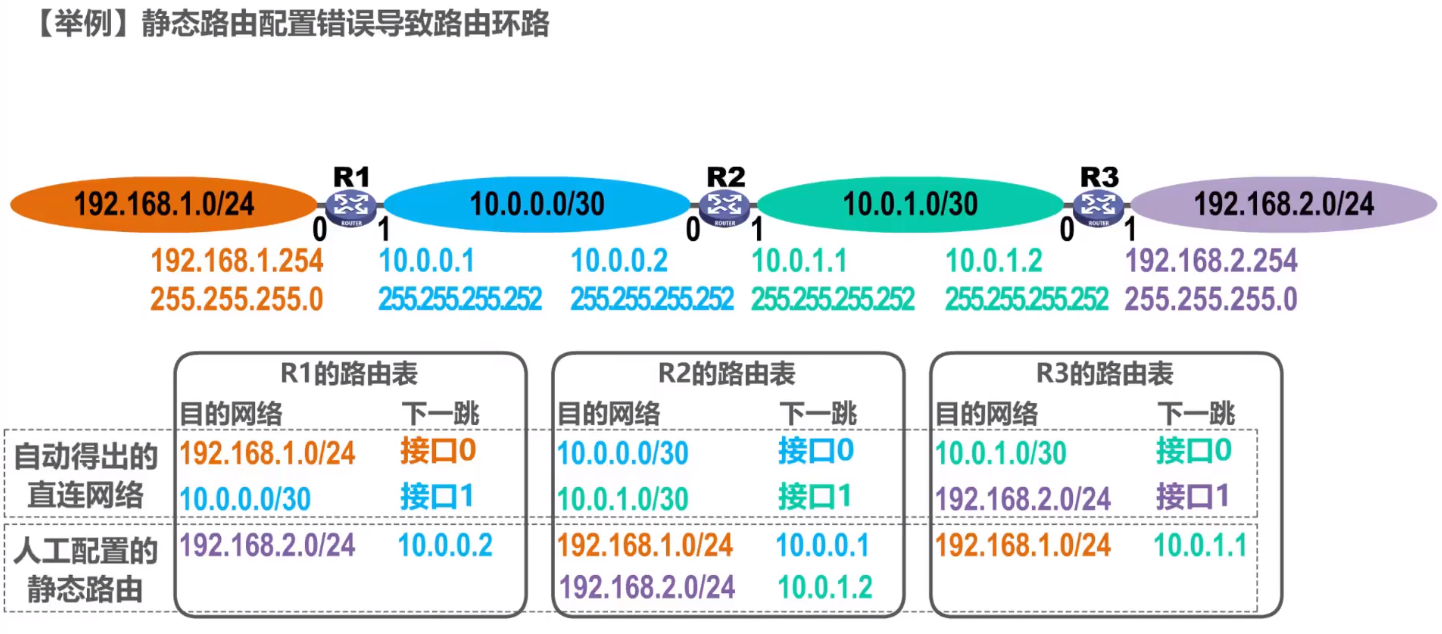 【举例】静态路由配置错误导致路由环路
R1 R2 R3
192.168.1.0/24 10.0.0.0/30 10.0.1.0/30 192.168.2.0/24
ROUTER ROUTER ROUTER
0 1 0 1 0 1
192.168.1.254 10.0.0.1 10.0.0.2 10.0.1.1 10.0.1.2 192.168.2.254
255.255.255.0 255.255.255.252 255.255.255.252 255.255.255.252 255.255.255.252 255.255.255.0
R1的路由表 R2的路由表 R3的路由表
目的网络 下一跳 目的网络 下一跳 目的网络 下一跳
自动得出的
直连网络
192.168.1.0/24 接口0 10.0.0.0/30 接口0 10.0.1.0/30 接口0
10.0.0.0/30 接口1 10.0.1.0/30 接口1 192.168.2.0/24 接口1
人工配置的
静态路由
192.168.2.0/24 10.0.0.2 192.168.1.0/24 10.0.0.1 192.168.1.0/24 10.0.1.1
192.168.2.0/24 10.0.1.2